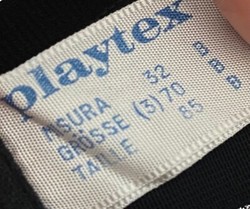 playtex
MISURA 32 B
GRÖSSE (3) 70 B
TAILLE 85 B